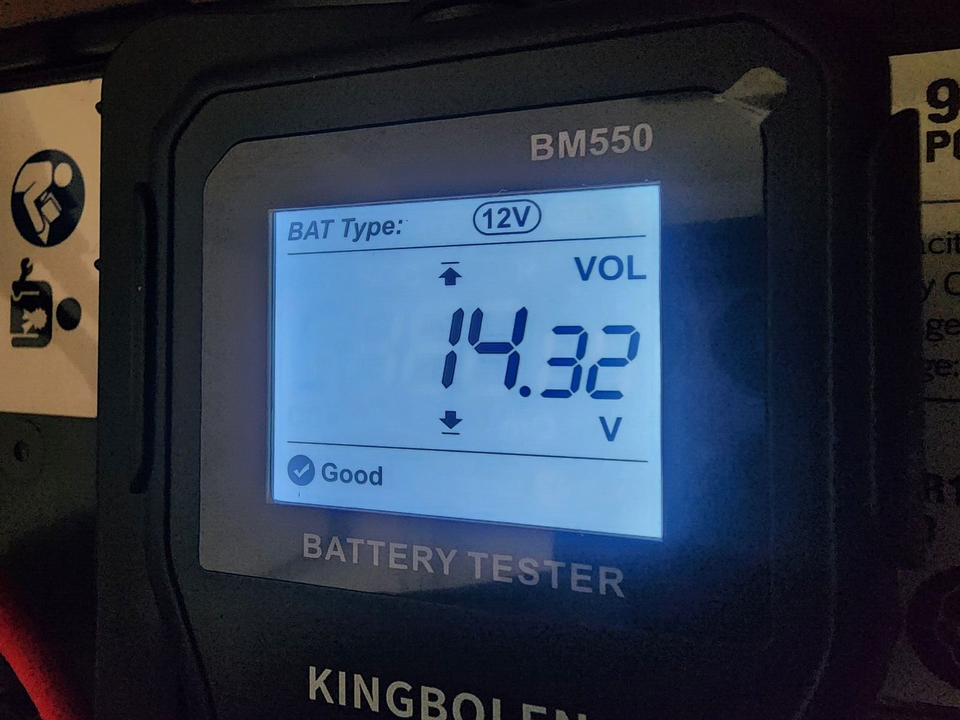 BM550
BAT Type: 12V
VOL
14.32
V
Good
BATTERY TESTER
KINGBOLEN